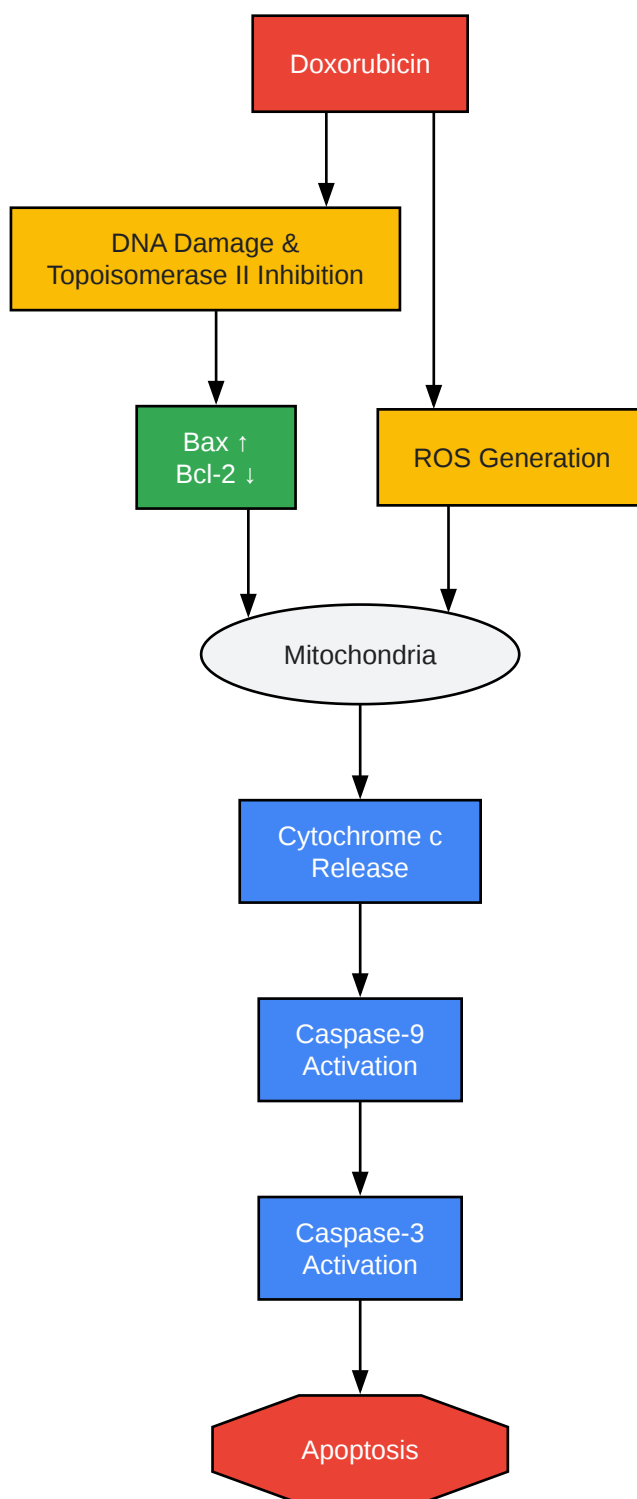 Doxorubicin
DNA Damage &
Topoisomerase II Inhibition
Bax ↑
Bcl-2 ↓
ROS Generation
Mitochondria
Cytochrome c
Release
Caspase-9
Activation
Caspase-3
Activation
Apoptosis